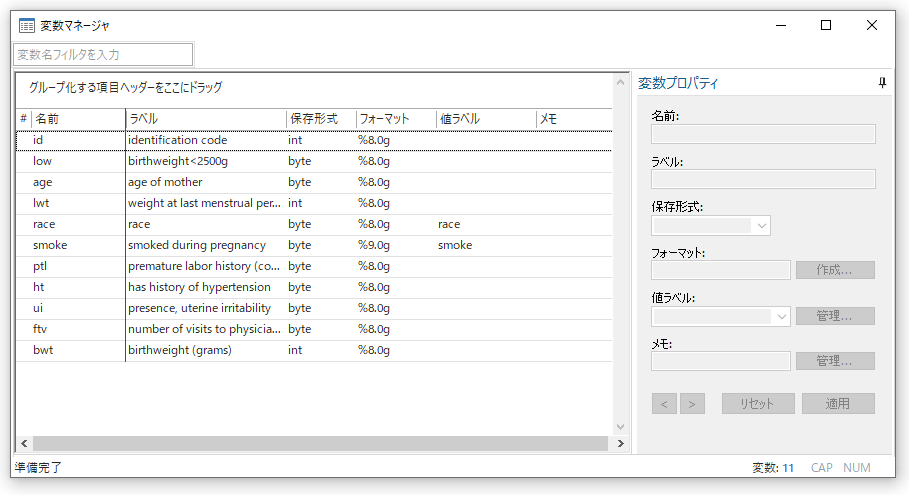 変数マネージャ
変数名フィルタを入力
グループ化する項目ヘッダーをここにドラッグ
# 名前 ラベル 保存形式 フォーマット 値ラベル メモ
id identification code int %8.0g
low birthweight<2500g byte %8.0g
age age of mother byte %8.0g
lwt weight at last menstrual per... int %8.0g
race race byte %8.0g race
smoke smoked during pregnancy byte %9.0g smoke
ptl premature labor history (co... byte %8.0g
ht has history of hypertension byte %8.0g
ui presence, uterine irritability byte %8.0g
ftv number of visits to physicia... byte %8.0g
bwt birthweight (grams) int %8.0g
変数プロパティ
名前:
ラベル:
保存形式:
フォーマット:
作成...
値ラベル:
管理...
メモ:
管理...
< > リセット 適用
準備完了
変数: 11 CAP NUM